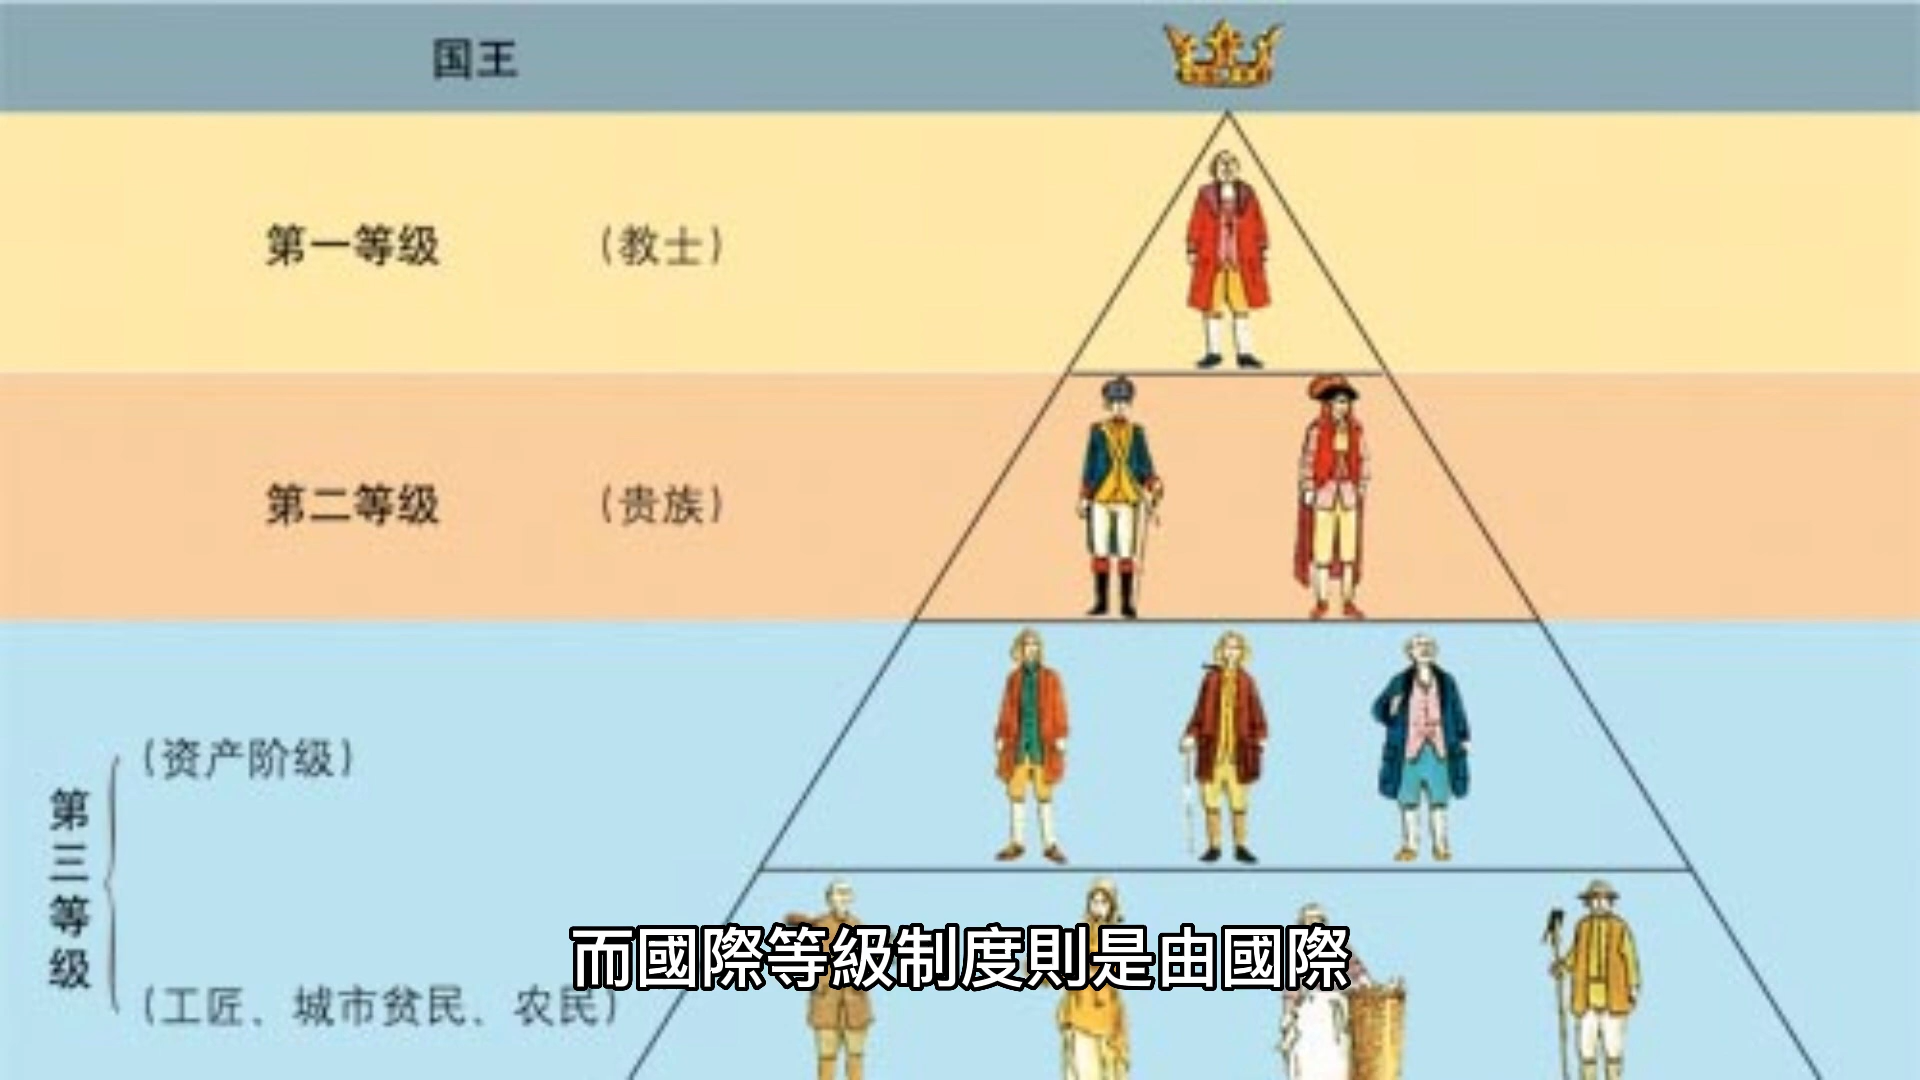 国王
第一等级 (教士)
第二等级 (贵族)
(资产阶级)
第三等级
(工匠、城市贫民、农民)
而國際等級制度則是由國際